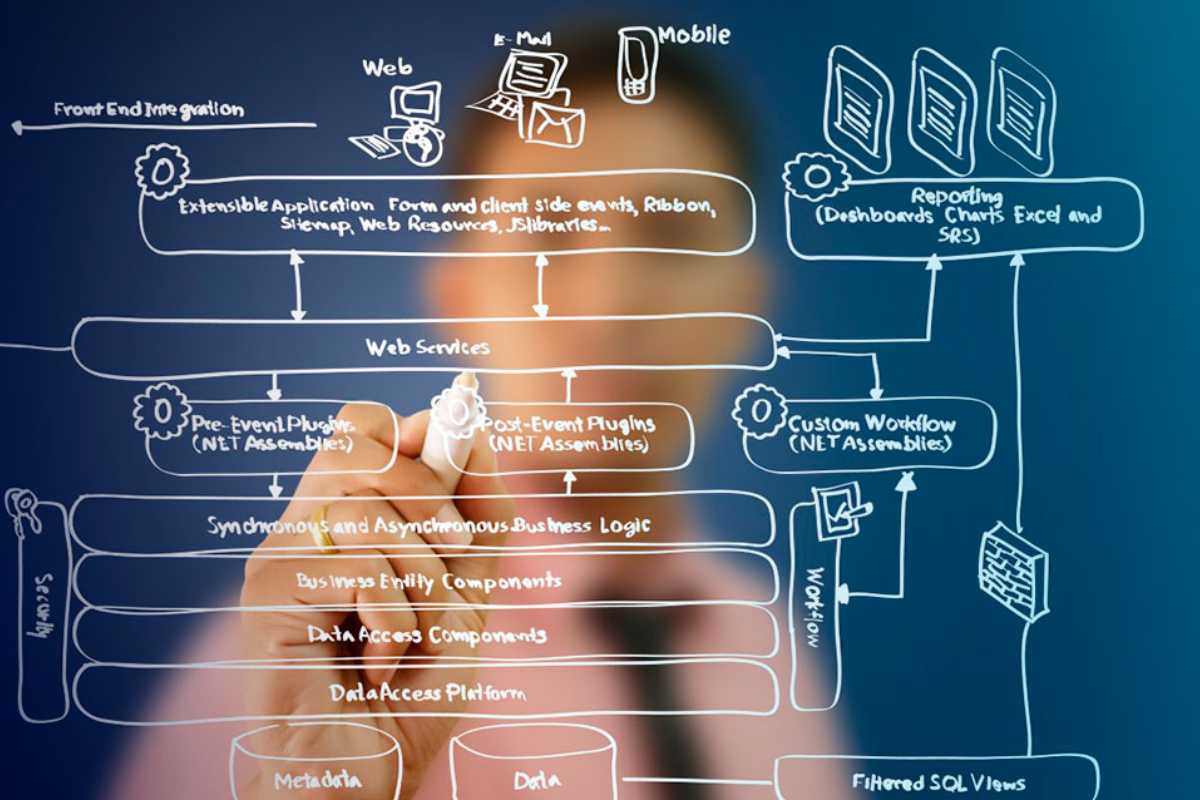 E-Mail
Mobile
Web
Front End Integration
Extensible Application Form and client side events, Ribbon,
Sitemap, Web Resources, JSlibraries...
Reporting
(Dashboards Charts Excel and
SRS)
Web Services
Pre-Event Plugins
(NET Assemblies)
Post-Event Plugins
(NET Assemblies)
Custom Workflow
(NET Assemblies)
Synchronous and Asynchronous Business Logic
Business Entity Components
Data Access Components
Data Access Platform
Security
Workflow
Metadata
Data
Filtered SQL Views